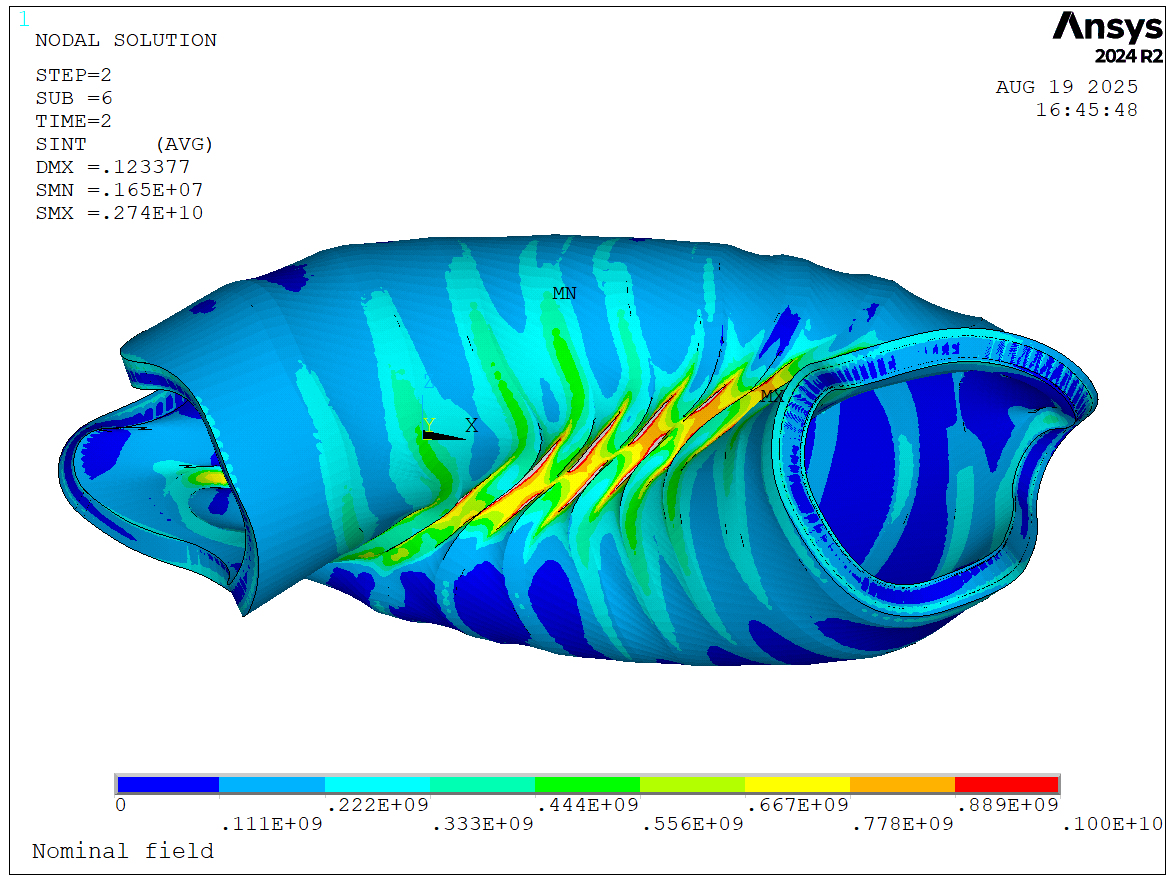 1
NODAL SOLUTION
STEP=2
SUB =6
TIME=2
SINT (AVG)
DMX =.123377
SMN =.165E+07
SMX =.274E+10
Ansys
2024 R2
AUG 19 2025
16:45:48
MN
MX
Z
Y X
0 .222E+09 .444E+09 .667E+09 .889E+09
.111E+09 .333E+09 .556E+09 .778E+09 .100E+10
Nominal field